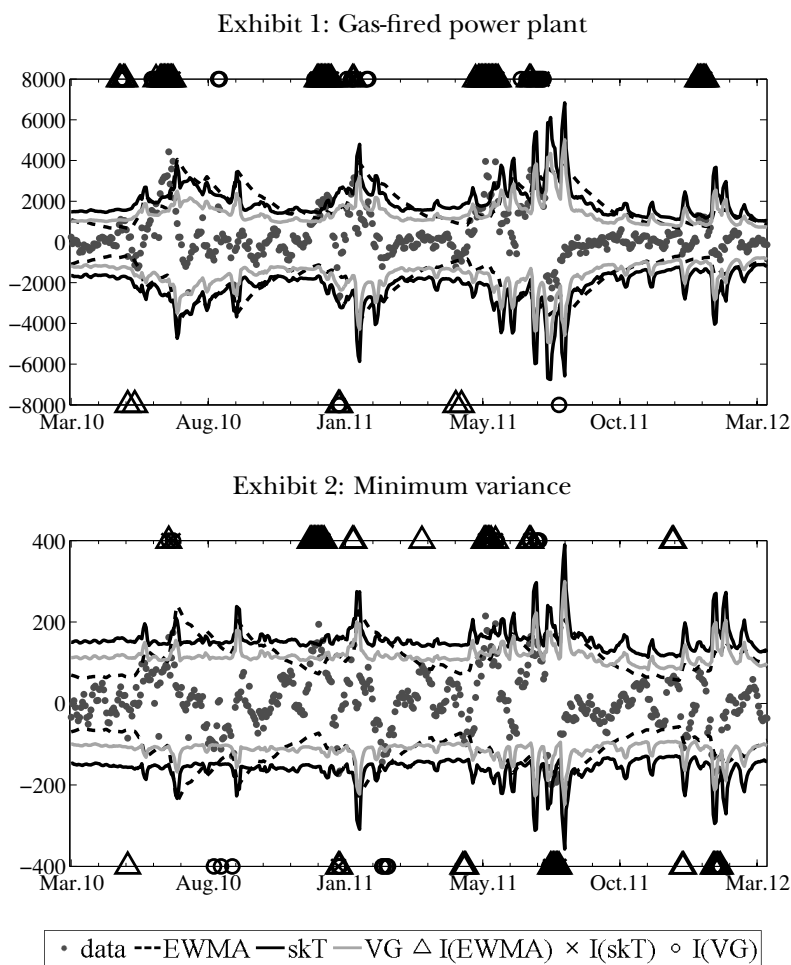 Exhibit 1: Gas-fired power plant
8000
6000
4000
2000
0
−2000
−4000
−6000
−8000
Mar.10 Aug.10 Jan.11 May.11 Oct.11 Mar.12
Exhibit 2: Minimum variance
400
200
0
−200
−400
Mar.10 Aug.10 Jan.11 May.11 Oct.11 Mar.12
data EWMA skT VG I(EWMA) I(skT) I(VG)